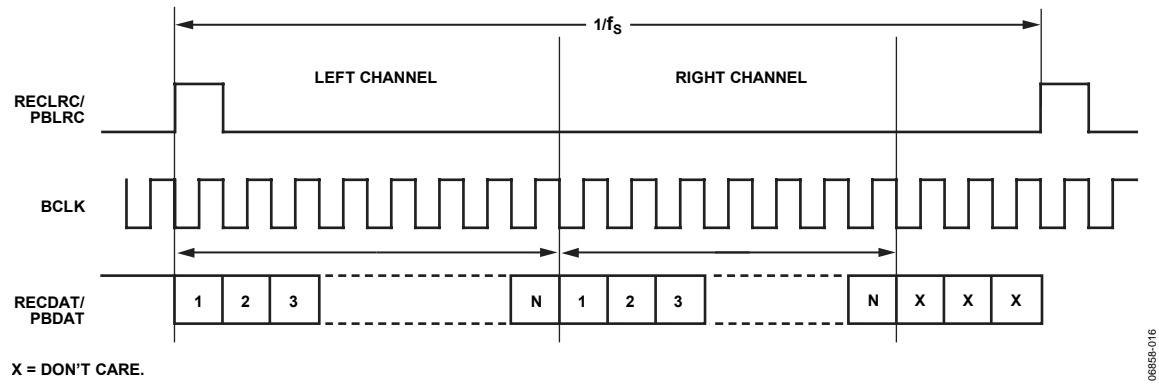 1/fS
LEFT CHANNEL RIGHT CHANNEL
RECLRC/
PBLRC
BCLK
RECDAT/
PBDAT
1 2 3 N 1 2 3 N X X X
X = DON'T CARE.
06858-016